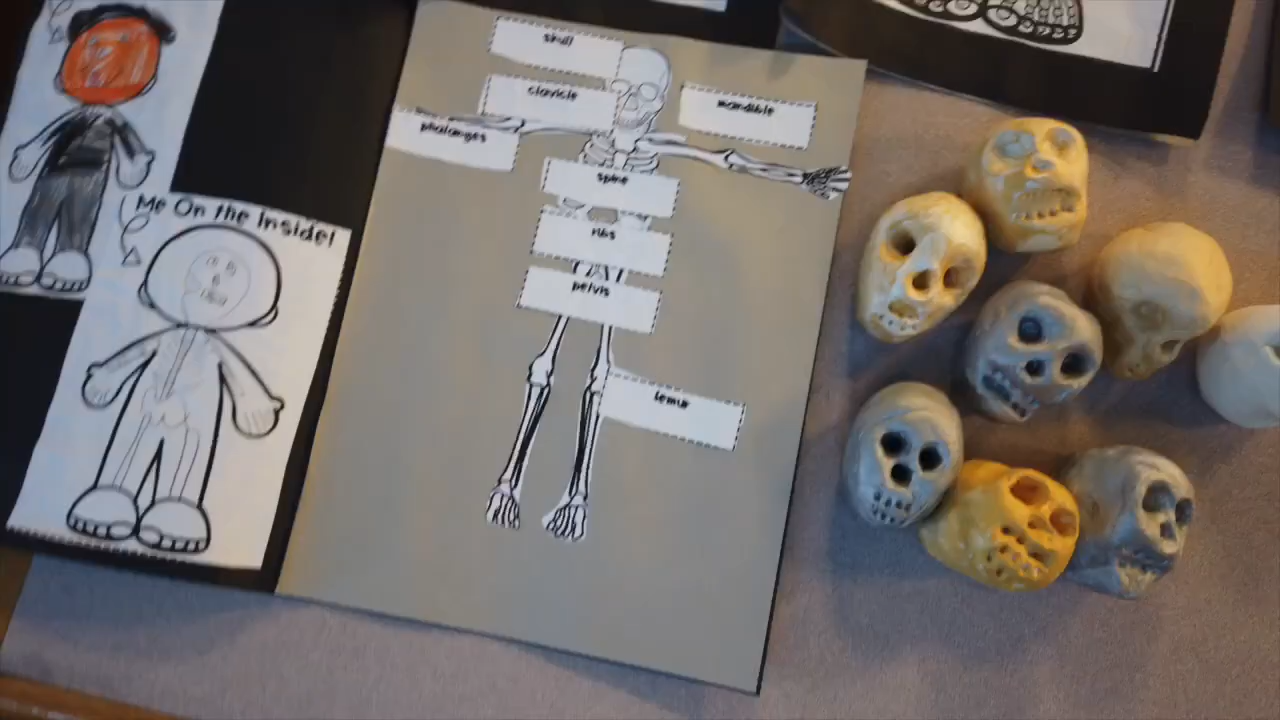 skull
clavicle
mandible
phalanges
spine
ribs
pelvis
femur
Me On the Inside!